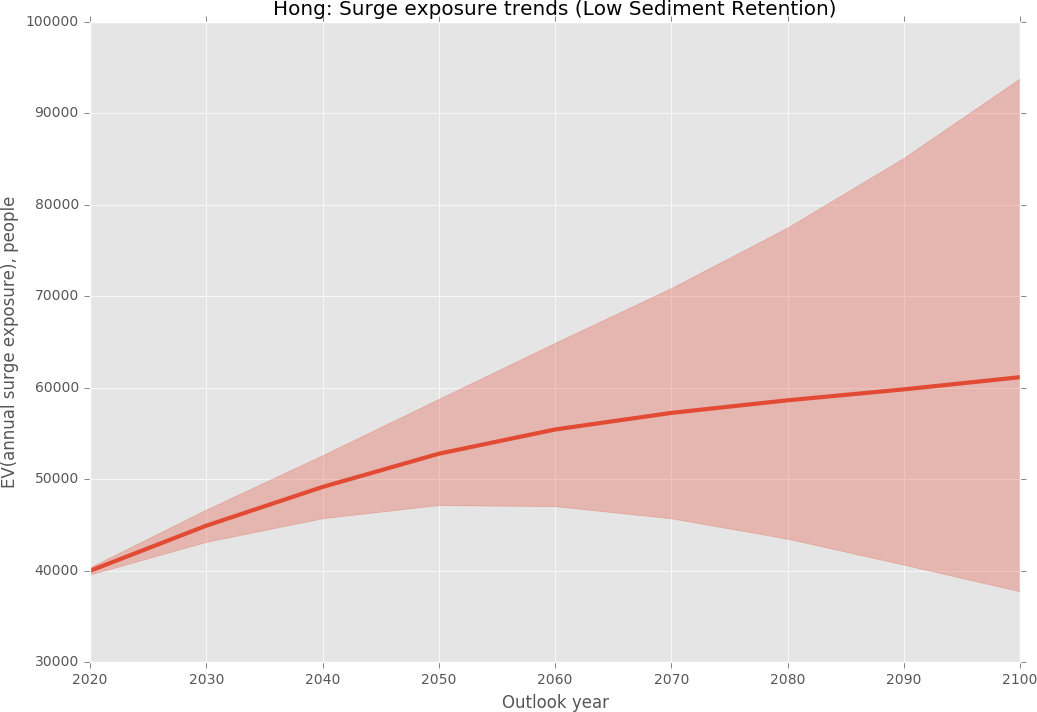 Hong: Surge exposure trends (Low Sediment Retention)
100000
90000
80000
70000
60000
50000
40000
30000
EV(annual surge exposure), people
2020 2030 2040 2050 2060 2070 2080 2090 2100
Outlook year